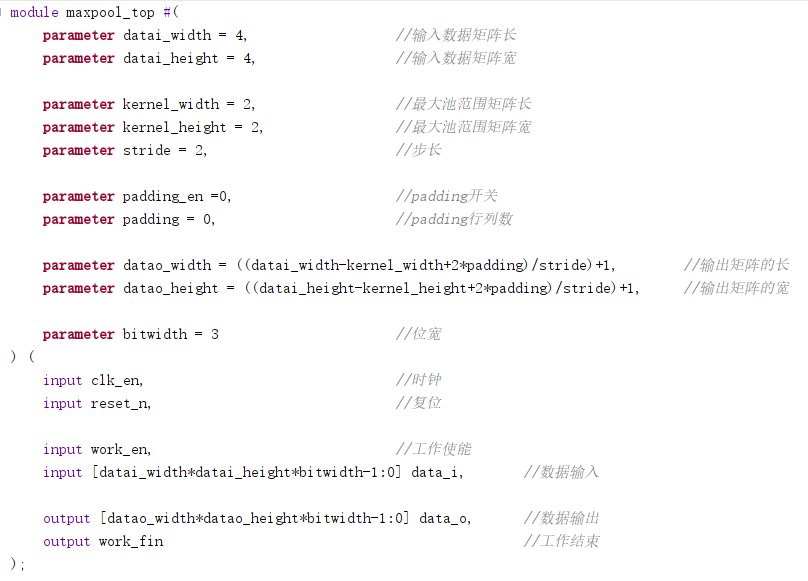 module maxpool_top #(
    parameter datai_width = 4,                      //输入数据矩阵长
    parameter datai_height = 4,                     //输入数据矩阵宽
    parameter kernel_width = 2,                     //最大池范围矩阵长
    parameter kernel_height = 2,                    //最大池范围矩阵宽
    parameter stride = 2,                           //步长
    parameter padding_en =0,                        //padding开关
    parameter padding = 0,                          //padding行列数
    parameter datao_width = ((datai_width-kernel_width+2*padding)/stride)+1,        //输出矩阵的长
    parameter datao_height = ((datai_height-kernel_height+2*padding)/stride)+1,     //输出矩阵的宽
    parameter bitwidth = 3                          //位宽
) (
    input clk_en,                                   //时钟
    input reset_n,                                  //复位
    input work_en,                                  //工作使能
    input [datai_width*datai_height*bitwidth-1:0] data_i,       //数据输入
    output [datao_width*datao_height*bitwidth-1:0] data_o,      //数据输出
    output work_fin                                             //工作结束
);